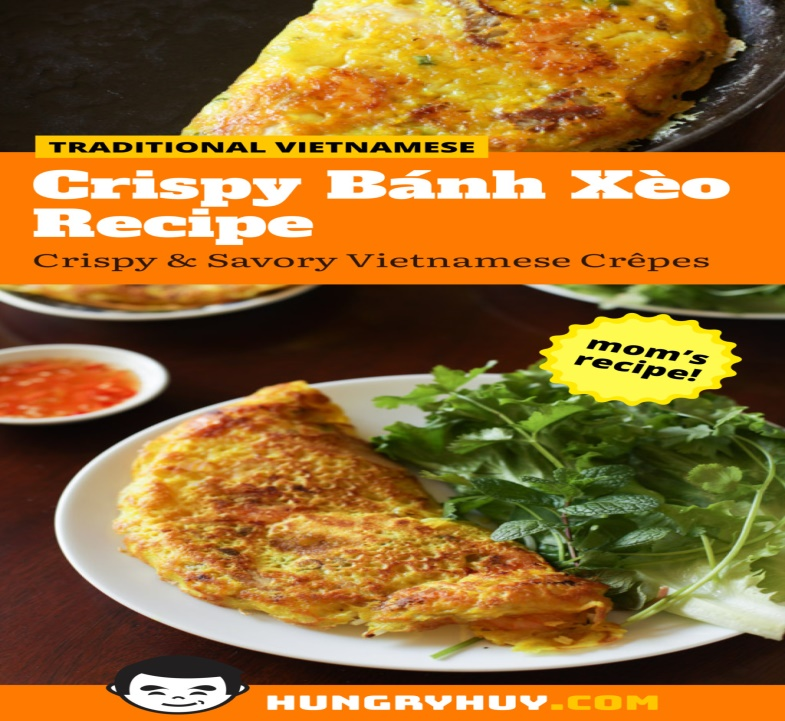 TRADITIONAL VIETNAMESE
Crispy Bánh Xèo
Recipe
Crispy & Savory Vietnamese Crêpes
mom's
recipe!
HUNGRYHUY.COM